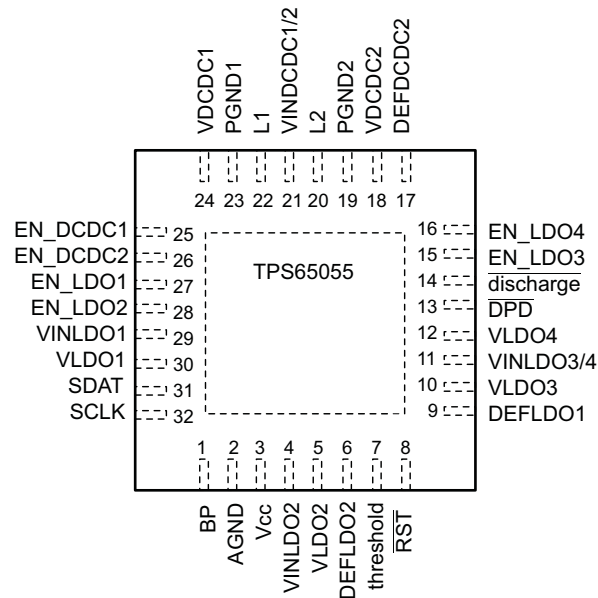 VDCDC1
PGND1
L1
VINDCDC1/2
L2
PGND2
VDCDC2
DEFDCDC2
24 23 22 21 20 19 18 17
EN_DCDC1 25
EN_DCDC2 26
EN_LDO1 27
EN_LDO2 28
VINLDO1 29
VLDO1 30
SDAT 31
SCLK 32
TPS65055
16 EN_LDO4
15 EN_LDO3
14 discharge
13 DPD
12 VLDO4
11 VINLDO3/4
10 VLDO3
9 DEFLDO1
1 2 3 4 5 6 7 8
BP
AGND
Vcc
VINLDO2
VLDO2
DEFLDO2
threshold
RST